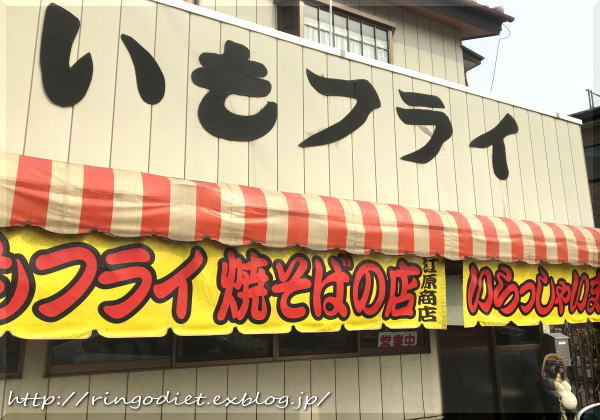 いもフライ
もフライ 焼そばの店 江原商店
いらっしゃいま
営業中
http://ringodiet.exblog.jp/